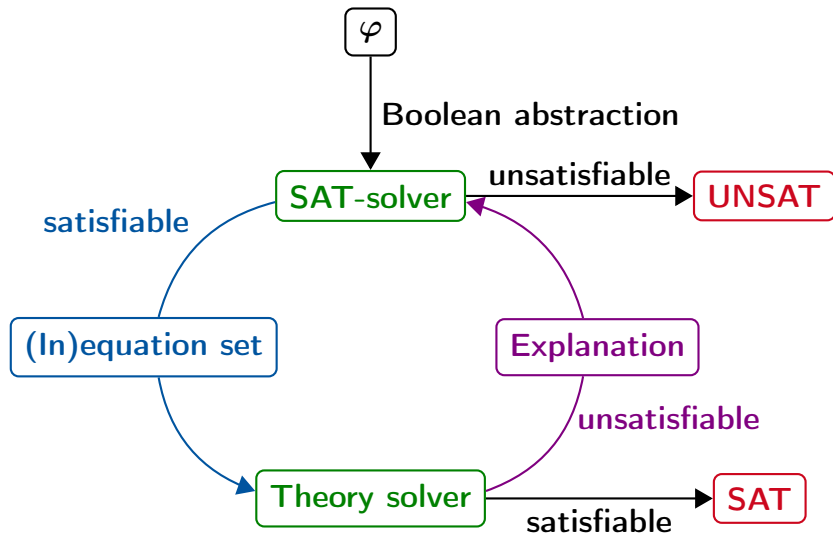 φ
Boolean abstraction
SAT-solver
unsatisfiable
UNSAT
satisfiable
(In)equation set
Explanation
unsatisfiable
Theory solver
satisfiable
SAT